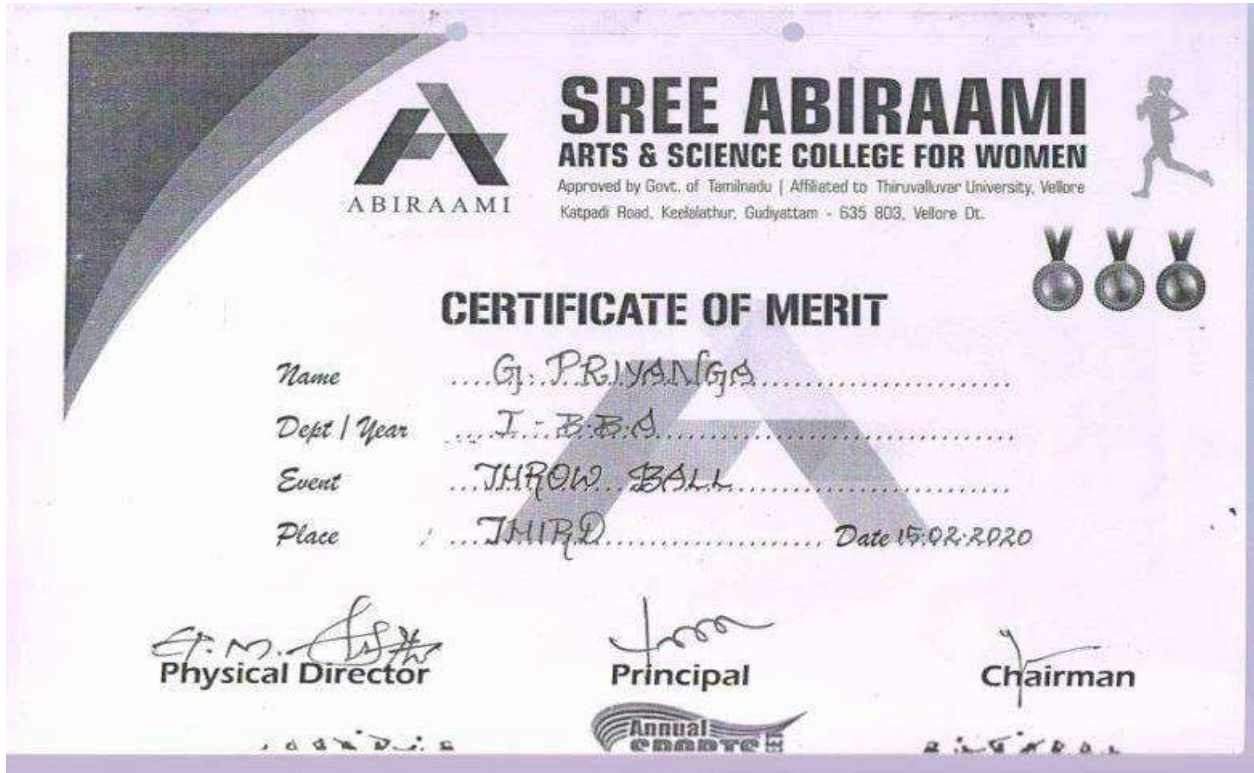 ABIRAAMI
SREE ABIRAAMI
ARTS & SCIENCE COLLEGE FOR WOMEN
Approved by Govt. of Tamilnadu | Affiliated to Thiruvalluvar University, Vellore
Katpadi Road, Keelalathur, Gudiyattam - 635 803, Vellore Dt.
CERTIFICATE OF MERIT
Name G. PRIYANGA
Dept / Year I - B.B.A
Event THROW BALL
Place THIRD Date 15.02.2020
Physical Director Principal Chairman
Annual
SPORTS